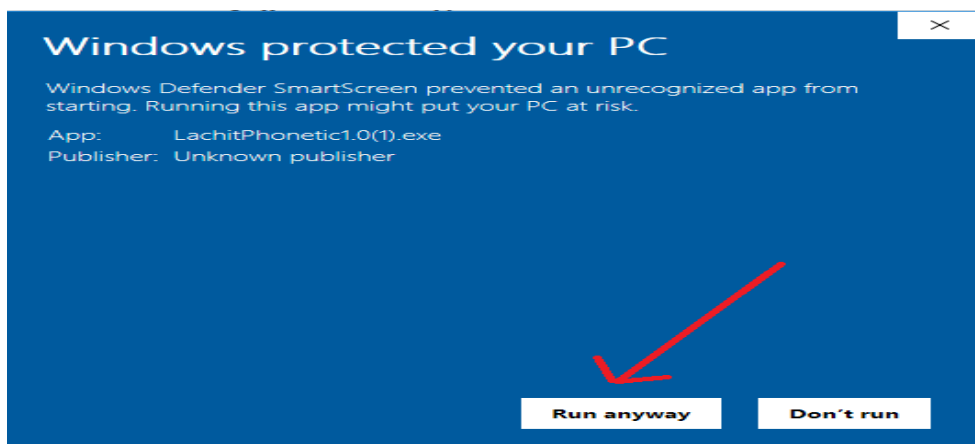 Windows protected your PC
Windows Defender SmartScreen prevented an unrecognized app from
starting. Running this app might put your PC at risk.
App: LachitPhonetic1.0(1).exe
Publisher: Unknown publisher
Run anyway Don't run